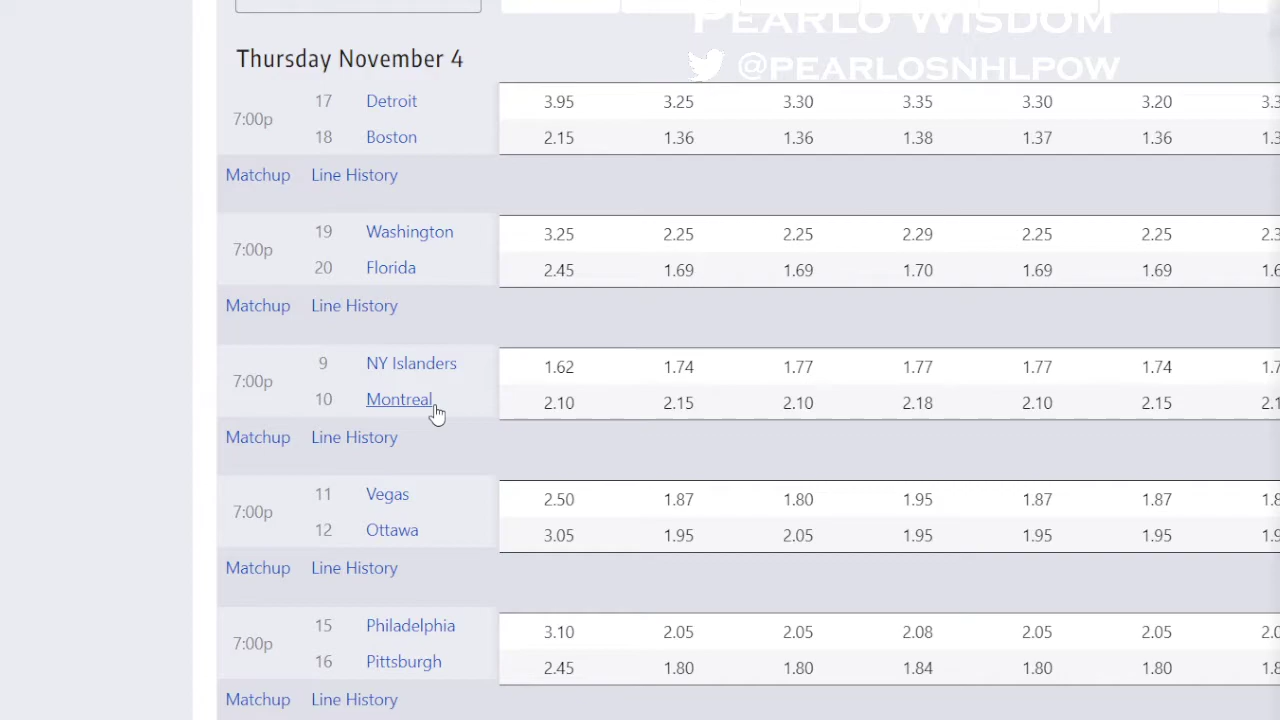 PEARLO WISDOM
@PEARLOSNHLPOW
Thursday November 4
7:00p
17 Detroit 3.95 3.25 3.30 3.35 3.30 3.20
18 Boston 2.15 1.36 1.36 1.38 1.37 1.36
Matchup Line History
7:00p
19 Washington 3.25 2.25 2.25 2.29 2.25 2.25
20 Florida 2.45 1.69 1.69 1.70 1.69 1.69
Matchup Line History
7:00p
9 NY Islanders 1.62 1.74 1.77 1.77 1.77 1.74
10 Montreal 2.10 2.15 2.10 2.18 2.10 2.15
Matchup Line History
7:00p
11 Vegas 2.50 1.87 1.80 1.95 1.87 1.87
12 Ottawa 3.05 1.95 2.05 1.95 1.95 1.95
Matchup Line History
7:00p
15 Philadelphia 3.10 2.05 2.05 2.08 2.05 2.05
16 Pittsburgh 2.45 1.80 1.80 1.84 1.80 1.80
Matchup Line History